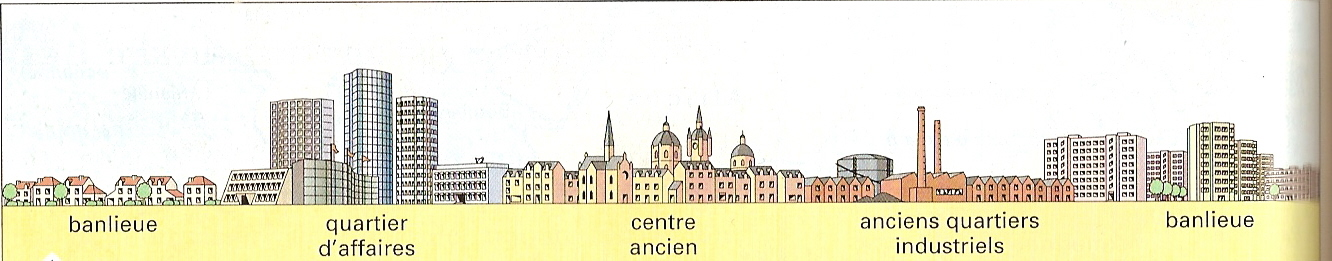 banlieue
quartier
d'affaires
centre
ancien
anciens quartiers
industriels
banlieue